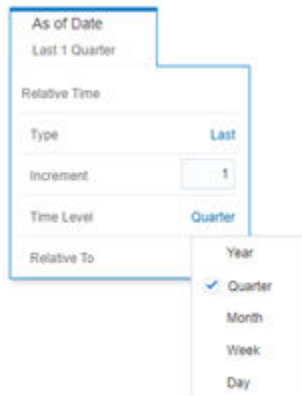 As of Date
Last 1 Quarter
Relative Time
Type Last
Increment 1
Time Level Quarter
Relative To
Year
Quarter
Month
Week
Day